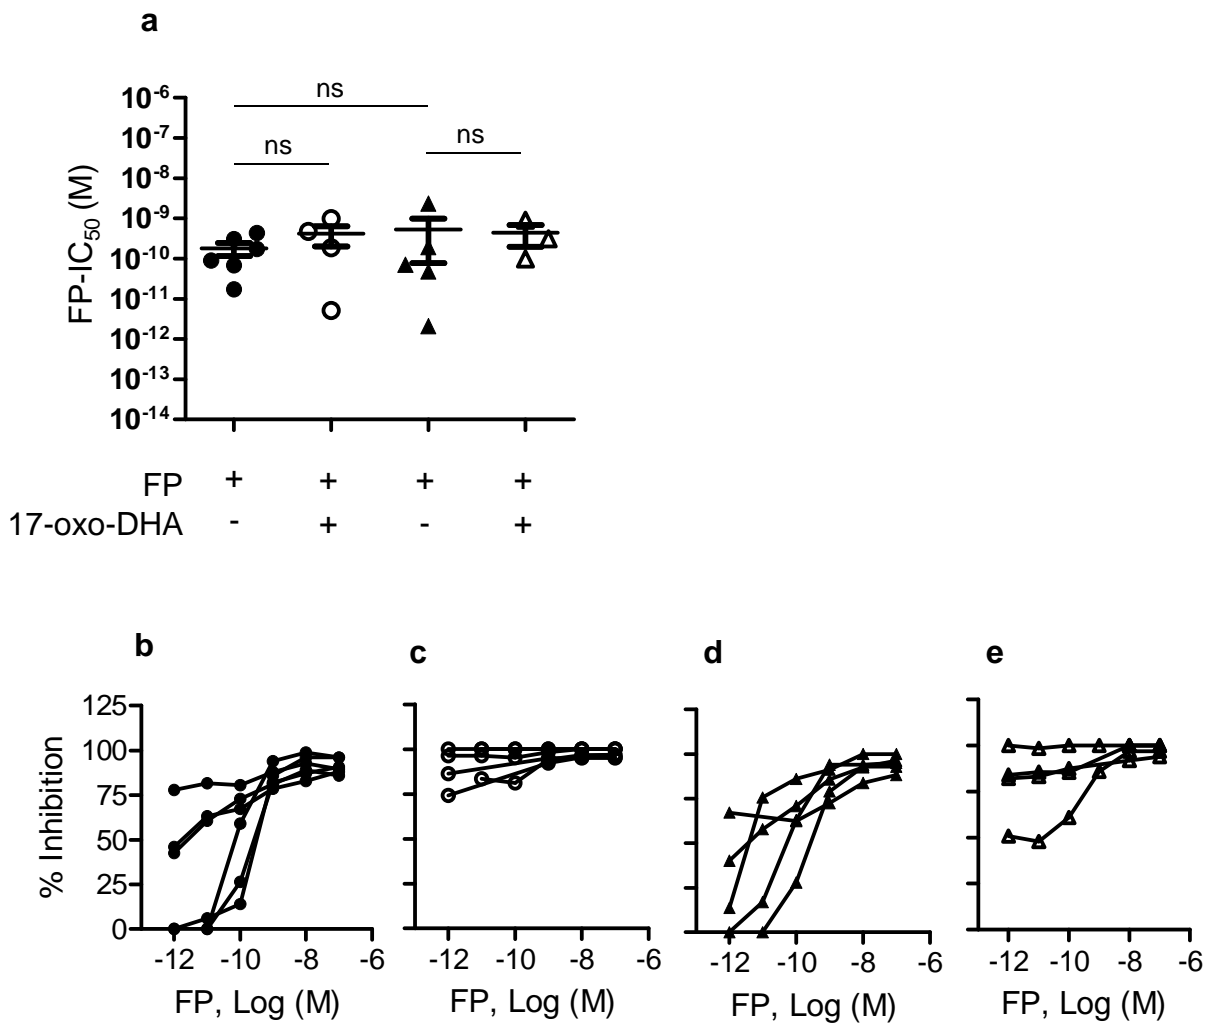 a
ns
ns
ns
FP-IC50 (M)
10-6
10-7
10-8
10-9
10-10
10-11
10-12
10-13
10-14
FP + + + +
17-oxo-DHA - + - +
b
c
d
e
% Inhibition
125
100
75
50
25
0
-12 -10 -8 -6
-12 -10 -8 -6
-12 -10 -8 -6
-12 -10 -8 -6
FP, Log (M)
FP, Log (M)
FP, Log (M)
FP, Log (M)